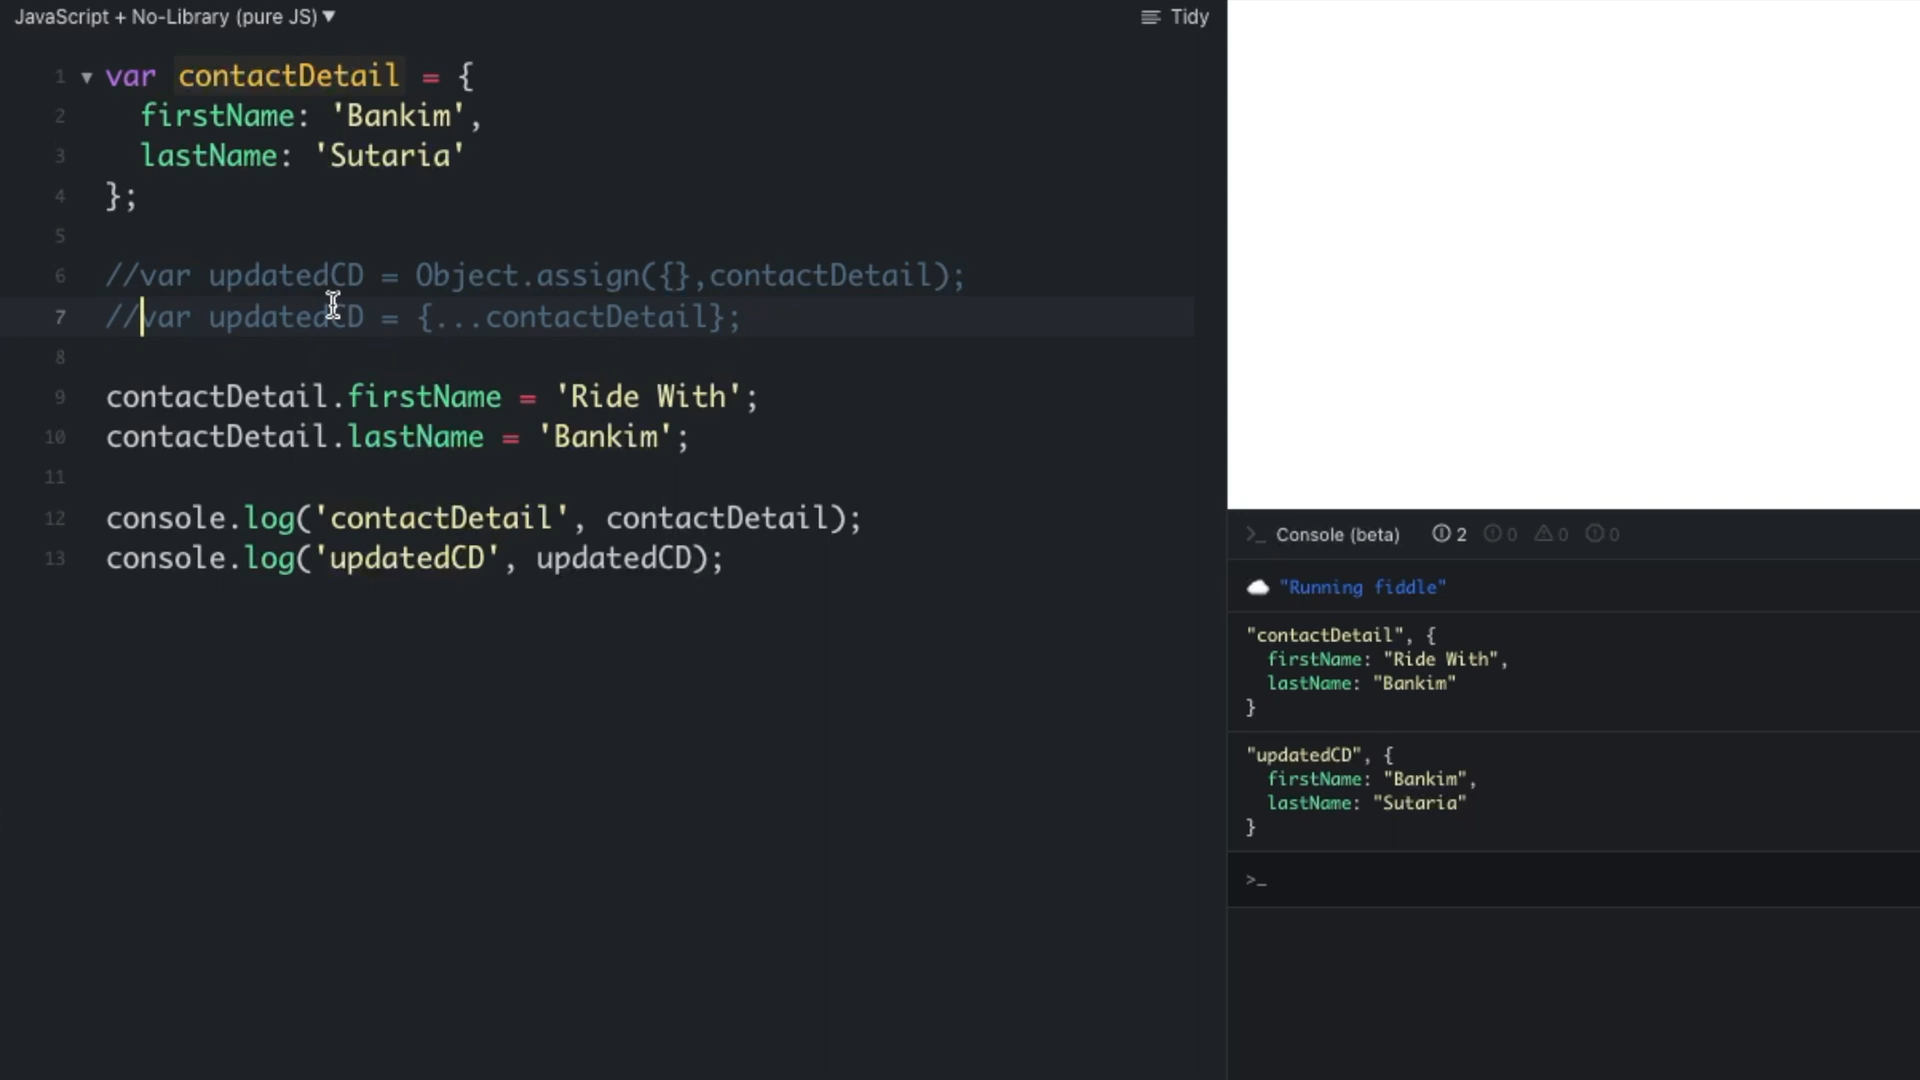 JavaScript + No-Library (pure JS) ▼
Tidy
1 ▼ var contactDetail = {
2 firstName: 'Bankim',
3 lastName: 'Sutaria'
4 };
5
6 //var updatedCD = Object.assign({},contactDetail);
7 //var updatedCD = {...contactDetail};
8
9 contactDetail.firstName = 'Ride With';
10 contactDetail.lastName = 'Bankim';
11
12 console.log('contactDetail', contactDetail);
13 console.log('updatedCD', updatedCD);
>_ Console (beta) 2 0 0 0
"Running fiddle"
"contactDetail", {
firstName: "Ride With",
lastName: "Bankim"
}
"updatedCD", {
firstName: "Bankim",
lastName: "Sutaria"
}
>_